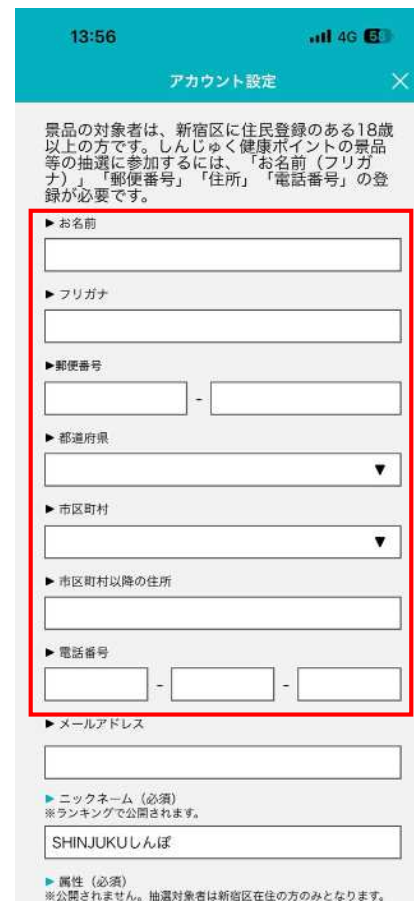 13:56
4G
アカウント設定
景品の対象者は、新宿区に住民登録のある18歳
以上の方です。しんじゅく健康ポイントの景品
等の抽選に参加するには、「お名前（フリガ
ナ）」「郵便番号」「住所」「電話番号」の登
録が必要です。
▶ お名前
▶ フリガナ
▶郵便番号
-
▶ 都道府県
▼
▶ 市区町村
▼
▶ 市区町村以降の住所
▶ 電話番号
- -
▶ メールアドレス
▶ ニックネーム（必須）
※ランキングで公開されます。
SHINJUKUしんぽ
▶ 属性（必須）
※公開されません。抽選対象者は新宿区在住の方のみとなります。